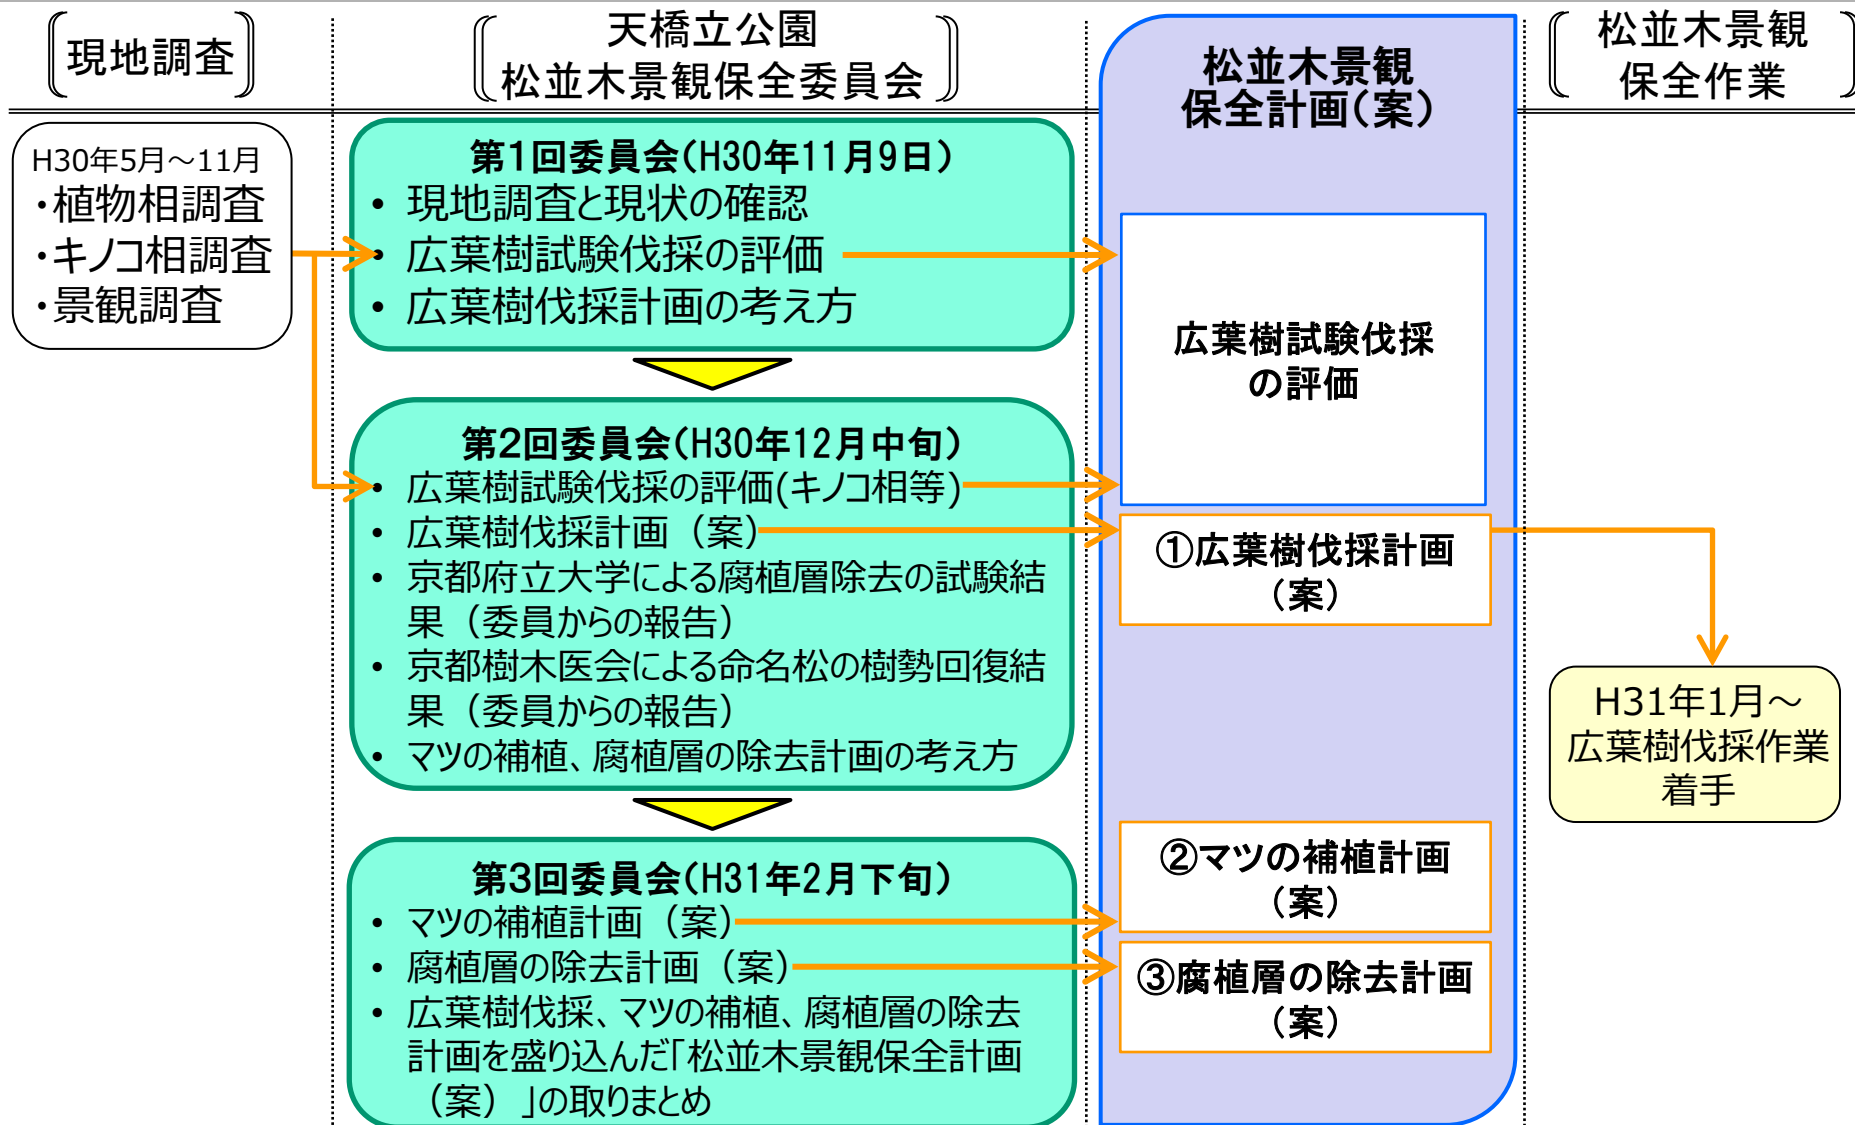 現地調査
天橋立公園
松並木景観保全委員会
松並木景観
保全計画(案)
松並木景観
保全作業
H30年5月～11月
・植物相調査
・キノコ相調査
・景観調査
第1回委員会(H30年11月9日)
• 現地調査と現状の確認
• 広葉樹試験伐採の評価
• 広葉樹伐採計画の考え方
第2回委員会(H30年12月中旬)
• 広葉樹試験伐採の評価(キノコ相等)
• 広葉樹伐採計画（案）
• 京都府立大学による腐植層除去の試験結
果（委員からの報告）
• 京都樹木医会による命名松の樹勢回復結
果（委員からの報告）
• マツの補植、腐植層の除去計画の考え方
第3回委員会(H31年2月下旬)
• マツの補植計画（案）
• 腐植層の除去計画（案）
• 広葉樹伐採、マツの補植、腐植層の除去
計画を盛り込んだ「松並木景観保全計画
（案）」の取りまとめ
広葉樹試験伐採
の評価
①広葉樹伐採計画
（案）
②マツの補植計画
（案）
③腐植層の除去計画
（案）
H31年1月～
広葉樹伐採作業
着手